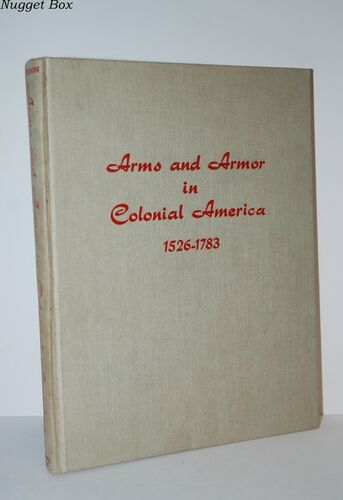 Nugget Box
Arms and Armor
in
Colonial America
1526-1783